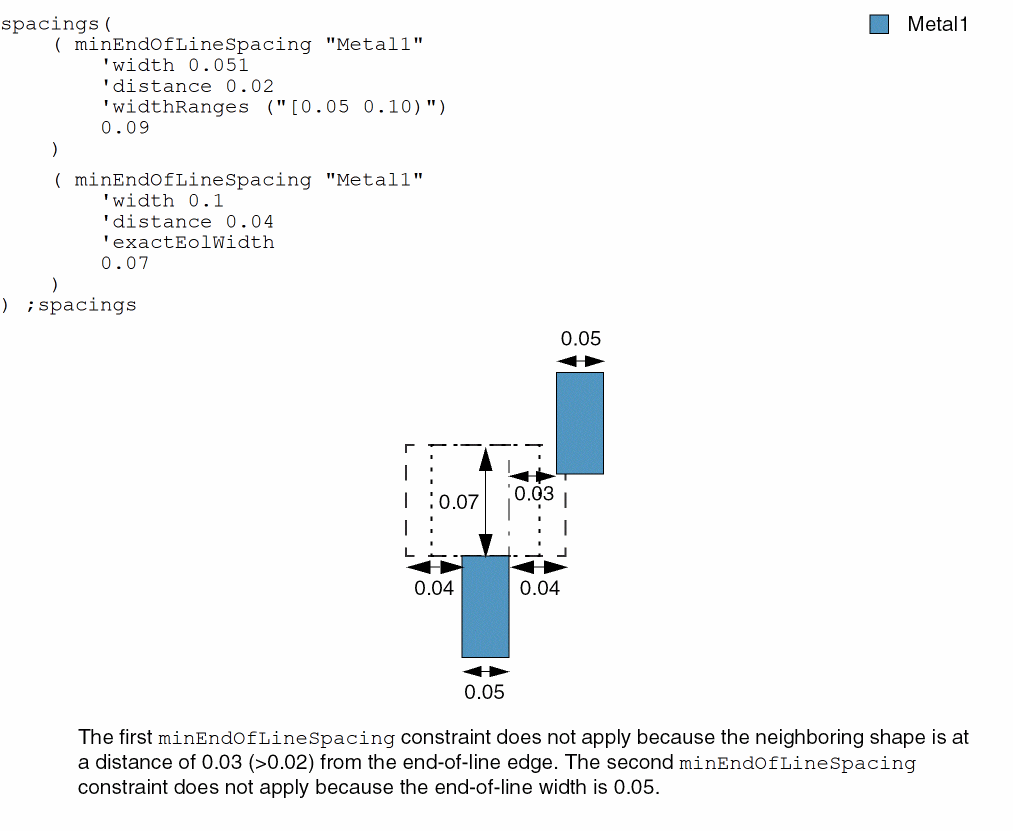 spacings(
( minEndOfLineSpacing "Metal1"
'width 0.051
'distance 0.02
'widthRanges ("[0.05 0.10)")
0.09
)
( minEndOfLineSpacing "Metal1"
'width 0.1
'distance 0.04
'exactEolWidth
0.07
)
) ;spacings
Metal1
0.05
0.03
0.07
0.04
0.04
0.05
The first minEndOfLineSpacing constraint does not apply because the neighboring shape is at
a distance of 0.03 (>0.02) from the end-of-line edge. The second minEndOfLineSpacing
constraint does not apply because the end-of-line width is 0.05.